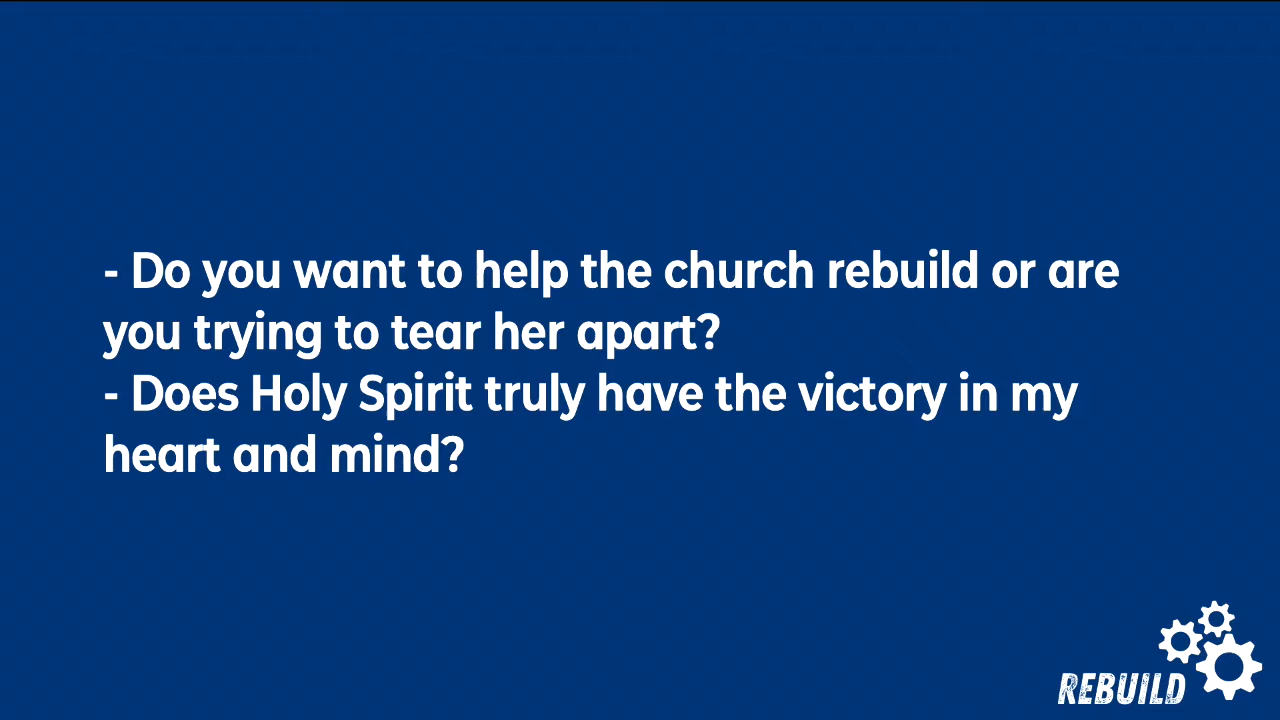 - Do you want to help the church rebuild or are
you trying to tear her apart?
- Does Holy Spirit truly have the victory in my
heart and mind?
REBUILD